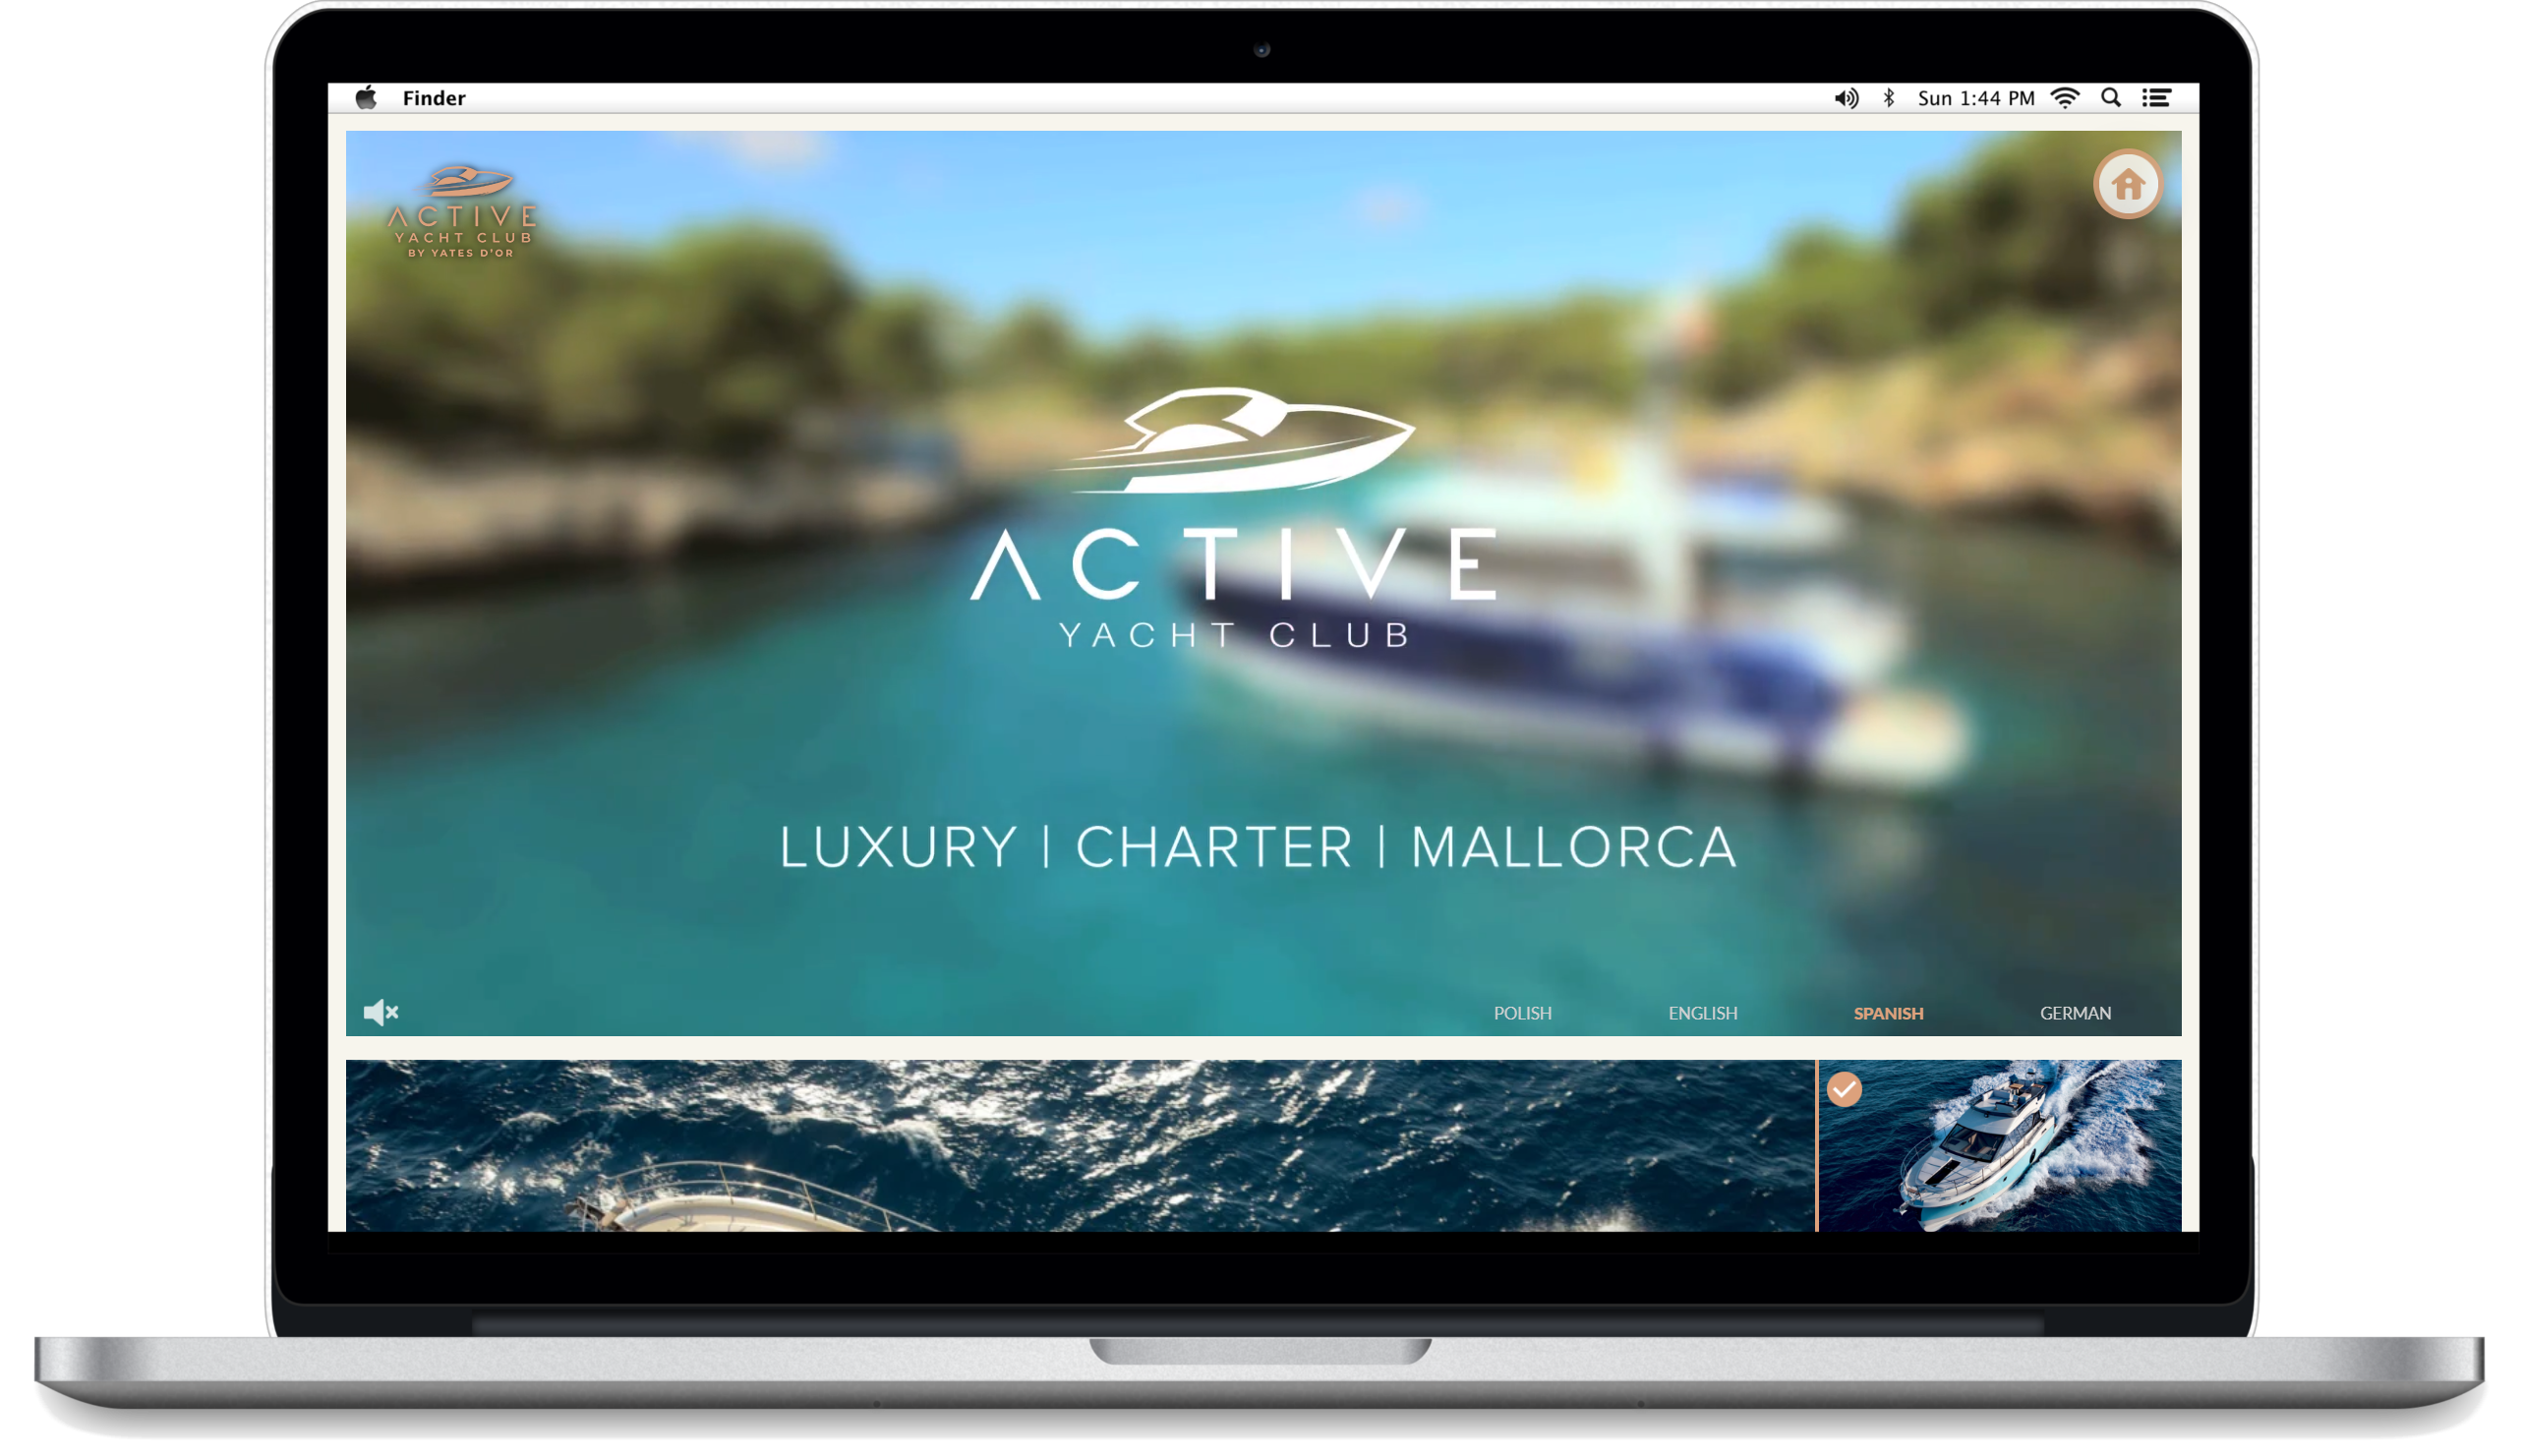 Finder
Sun 1:44 PM
ACTIVE
YACHT CLUB
BY YATES D'OR
ACTIVE
YACHT CLUB
LUXURY | CHARTER | MALLORCA
POLISH ENGLISH SPANISH GERMAN